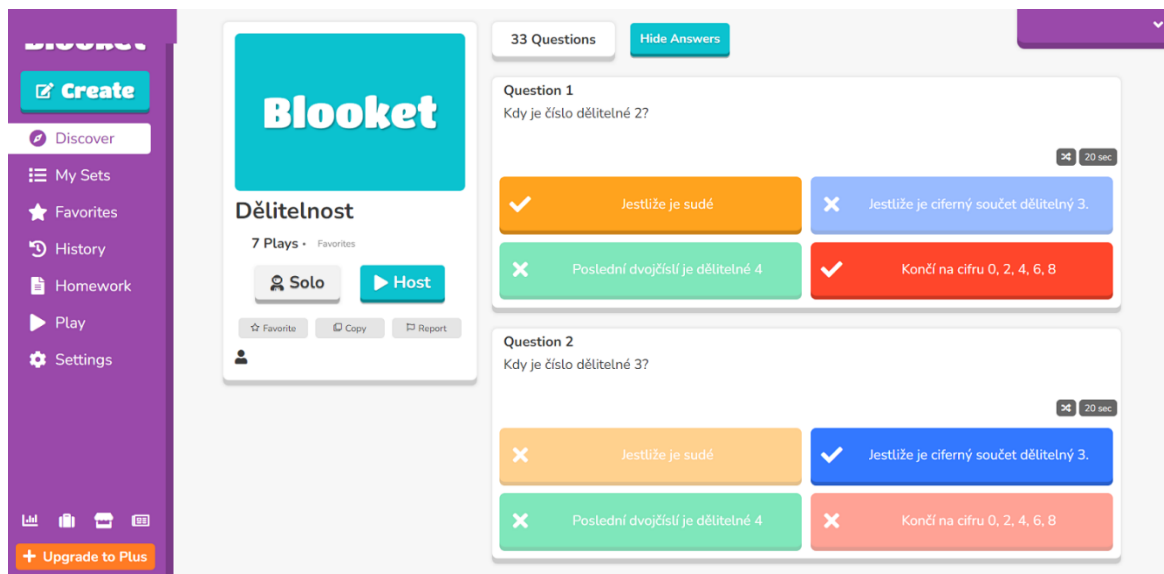 Blooket
Create
Discover
My Sets
Favorites
History
Homework
Play
Settings
+ Upgrade to Plus
Blooket
Dělitelnost
7 Plays · Favorites
Solo
Host
Favorite
Copy
Report
33 Questions
Hide Answers
Question 1
Kdy je číslo dělitelné 2?
20 sec
Jestliže je sudé
Jestliže je ciferný součet dělitelný 3.
Poslední dvojčíslí je dělitelné 4
Končí na cifru 0, 2, 4, 6, 8
Question 2
Kdy je číslo dělitelné 3?
20 sec
Jestliže je sudé
Jestliže je ciferný součet dělitelný 3.
Poslední dvojčíslí je dělitelné 4
Končí na cifru 0, 2, 4, 6, 8